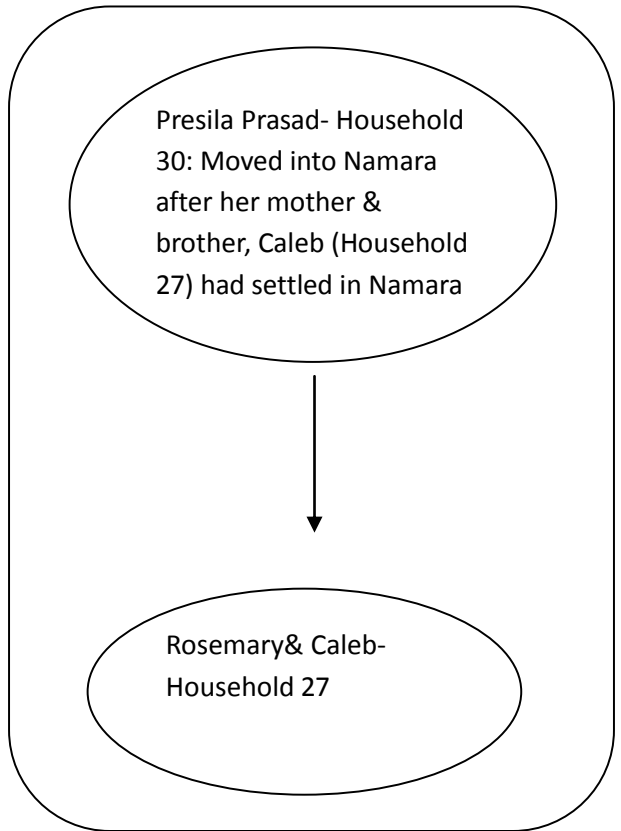 Presila Prasad- Household
30: Moved into Namara
after her mother &
brother, Caleb (Household
27) had settled in Namara
Rosemary& Caleb-
Household 27